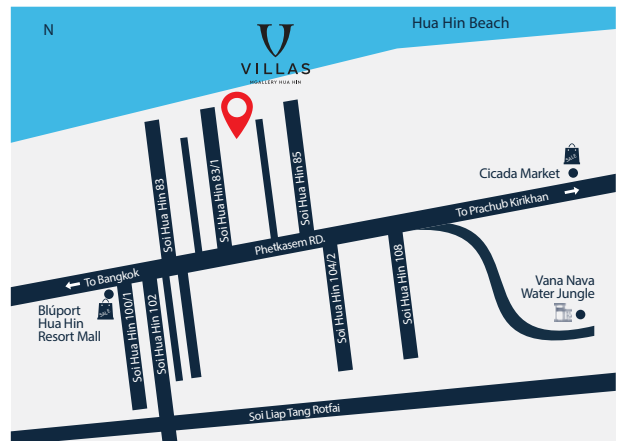 N
Hua Hin Beach
VILLAS
MGALLERY HUA HIN
Soi Hua Hin 83
Soi Hua Hin 83/1
Soi Hua Hin 85
SALE
Cicada Market
To Prachub Kirikhan
Phetkasem RD.
To Bangkok
Vana Nava
Water Jungle
Blúport
Hua Hin
Resort Mall
SALE
Soi Hua Hin 100/1
Soi Hua Hin 102
Soi Hua Hin 104/2
Soi Hua Hin 108
Soi Liap Tang Rotfai